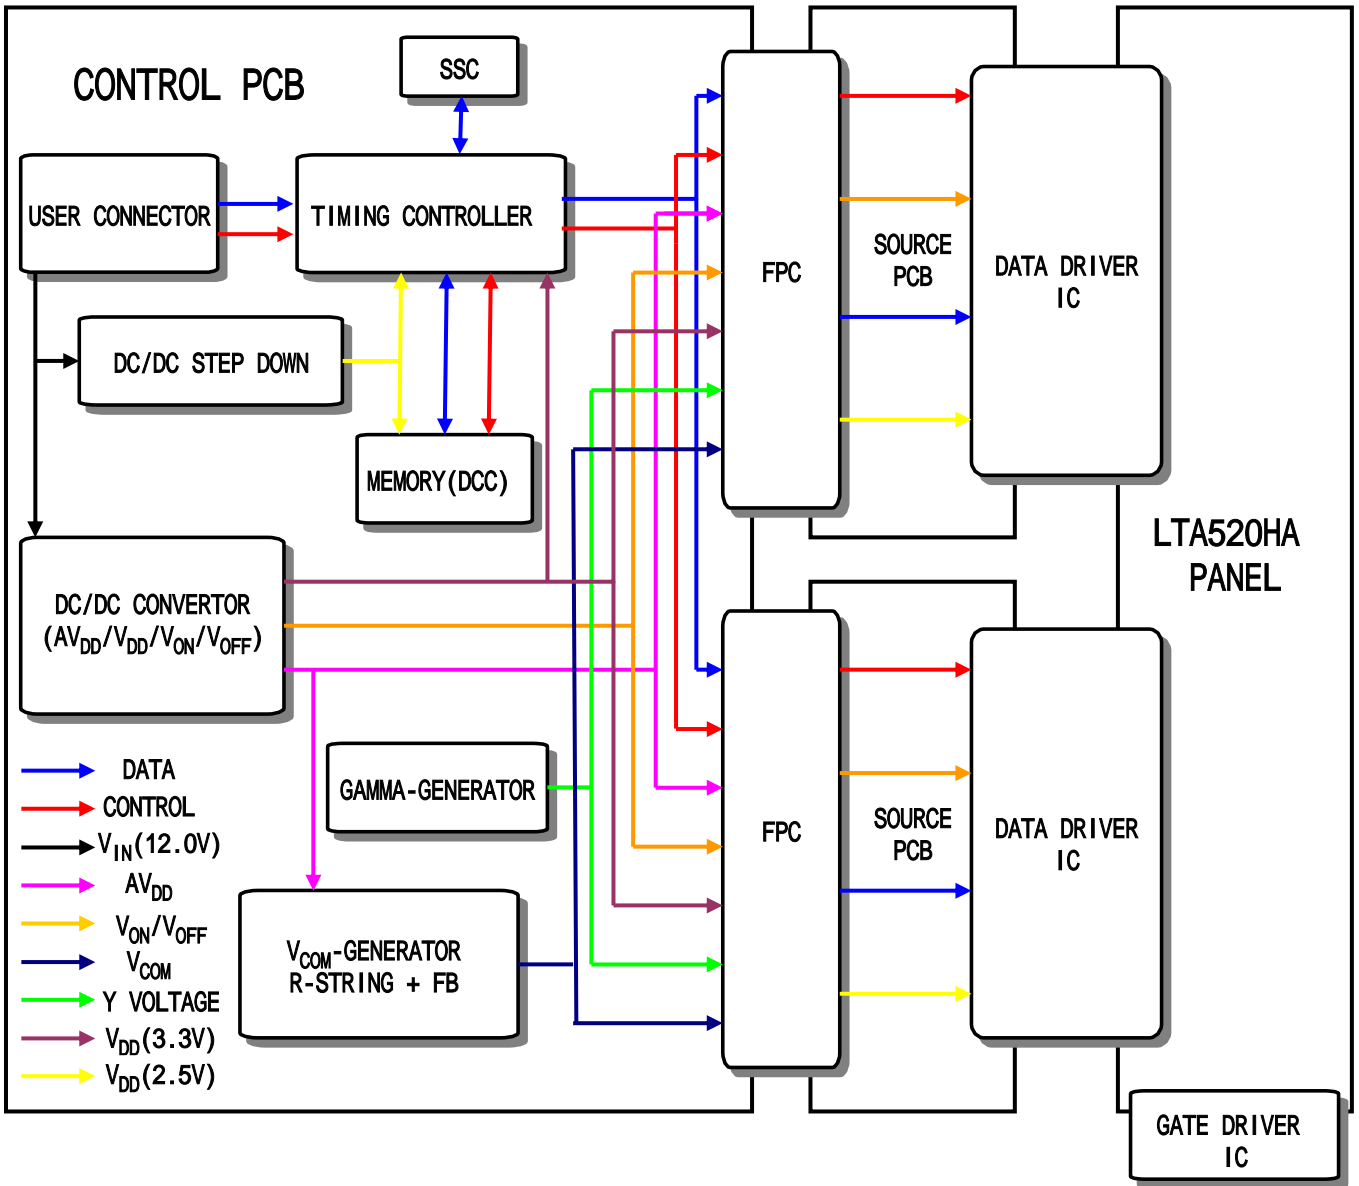 CONTROL PCB
SSC
USER CONNECTOR
TIMING CONTROLLER
DC/DC STEP DOWN
MEMORY(DCC)
DC/DC CONVERTOR
(AVDD/VDD/VON/VOFF)
GAMMA-GENERATOR
VCOM-GENERATOR
R-STRING + FB
DATA
CONTROL
VIN(12.0V)
AVDD
VON/VOFF
VCOM
Y VOLTAGE
VDD(3.3V)
VDD(2.5V)
FPC
SOURCE
PCB
DATA DRIVER
IC
FPC
SOURCE
PCB
DATA DRIVER
IC
LTA520HA
PANEL
GATE DRIVER
IC